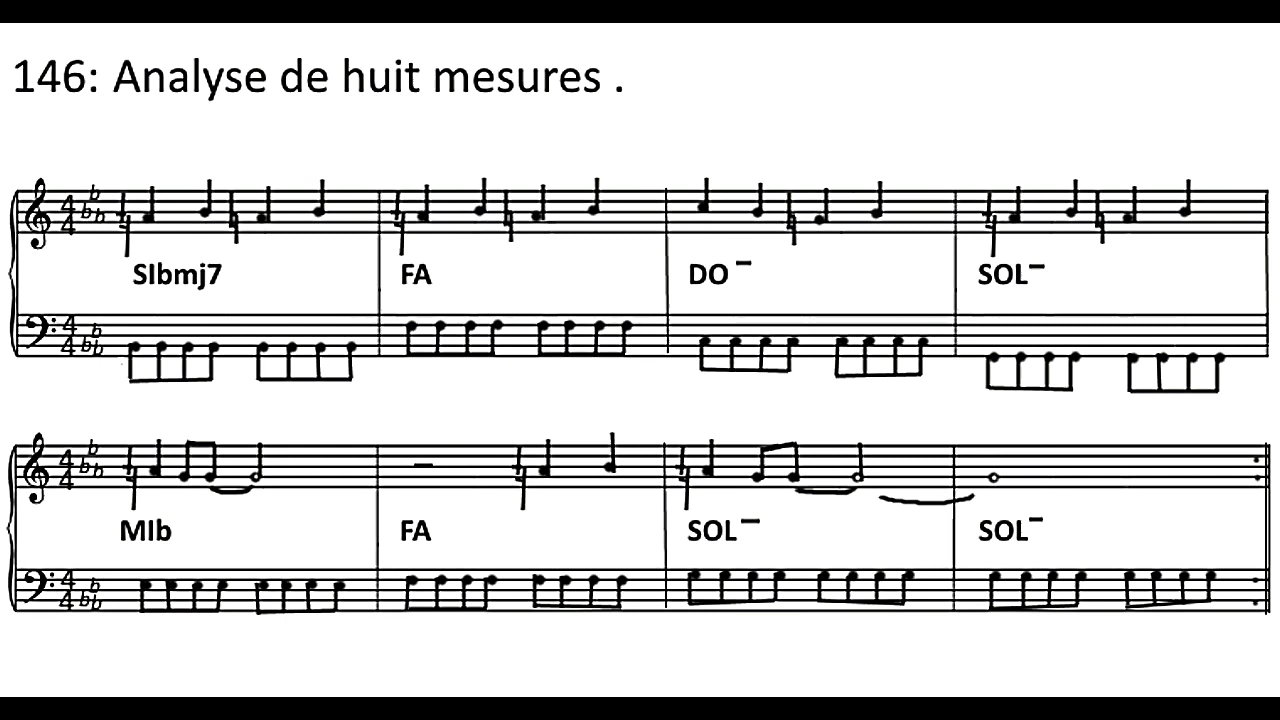 146: Analyse de huit mesures .
SIbmj7 FA DO⁻ SOL⁻
MIb FA SOL⁻ SOL⁻